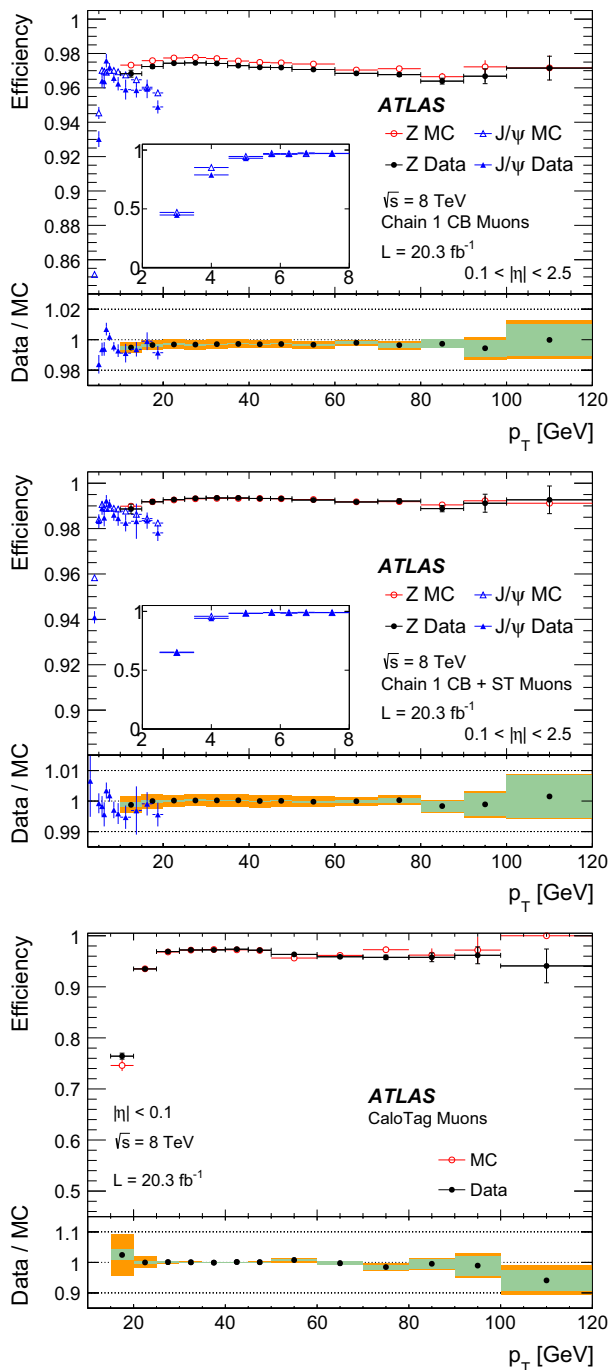 Efficiency
1
0.98
0.96
0.94
0.92
0.9
0.88
0.86
ATLAS
Z MC J/ψ MC
Z Data J/ψ Data
√s = 8 TeV
Chain 1 CB Muons
L = 20.3 fb⁻¹
0.1 < |η| < 2.5
1
0.5
0
2 4 6 8
Data / MC
1.02
1
0.98
20 40 60 80 100 120
p_T [GeV]
Efficiency
1
0.98
0.96
0.94
0.92
0.9
ATLAS
Z MC J/ψ MC
Z Data J/ψ Data
√s = 8 TeV
Chain 1 CB + ST Muons
L = 20.3 fb⁻¹
0.1 < |η| < 2.5
1
0.5
0
2 4 6 8
Data / MC
1.01
1
0.99
20 40 60 80 100 120
p_T [GeV]
Efficiency
1
0.9
0.8
0.7
0.6
0.5
ATLAS
CaloTag Muons
|η| < 0.1
√s = 8 TeV
L = 20.3 fb⁻¹
MC
Data
Data / MC
1.1
1
0.9
20 40 60 80 100 120
p_T [GeV]